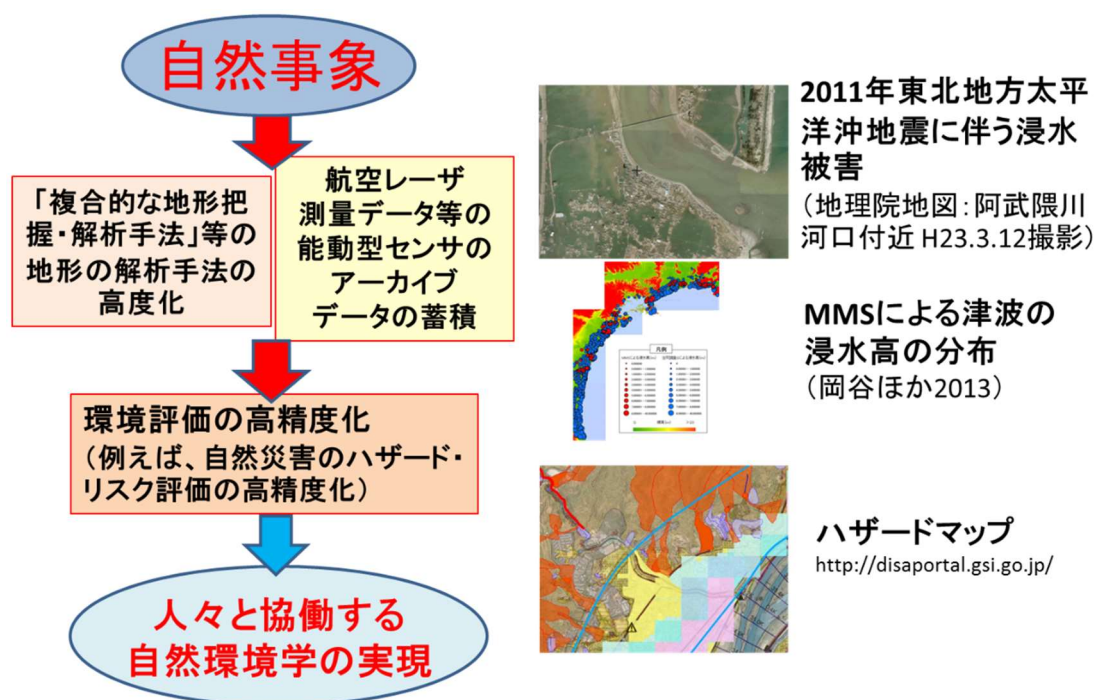 自然事象
「複合的な地形把
握・解析手法」等の
地形の解析手法の
高度化
航空レーザ
測量データ等の
能動型センサの
アーカイブ
データの蓄積
環境評価の高精度化
（例えば、自然災害のハザード・
リスク評価の高精度化）
人々と協働する
自然環境学の実現
2011年東北地方太平
洋沖地震に伴う浸水
被害
（地理院地図：阿武隈川
河口付近 H23.3.12撮影）
MMSによる津波の
浸水高の分布
（岡谷ほか2013）
凡例
ハザードマップ
http://disaportal.gsi.go.jp/